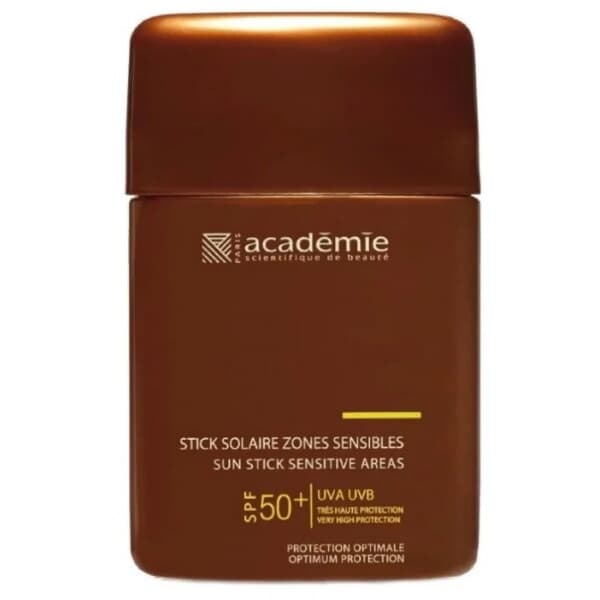 PARIS
académie
scientifique de beauté
STICK SOLAIRE ZONES SENSIBLES
SUN STICK SENSITIVE AREAS
SPF 50+ UVA UVB
TRÈS HAUTE PROTECTION
VERY HIGH PROTECTION
PROTECTION OPTIMALE
OPTIMUM PROTECTION